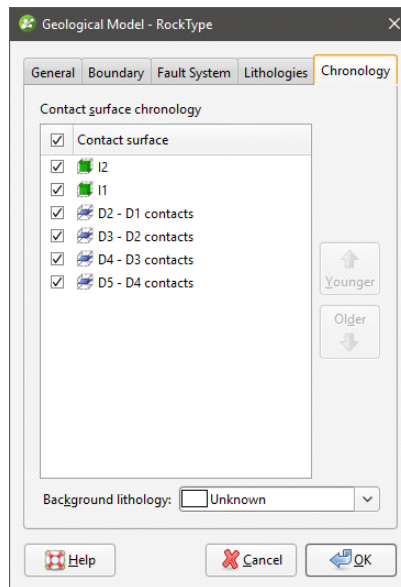 Geological Model - RockType
General Boundary Fault System Lithologies Chronology
Contact surface chronology
Contact surface
I2
I1
D2 - D1 contacts
D3 - D2 contacts
D4 - D3 contacts
D5 - D4 contacts
Younger
Older
Background lithology: Unknown
Help Cancel OK